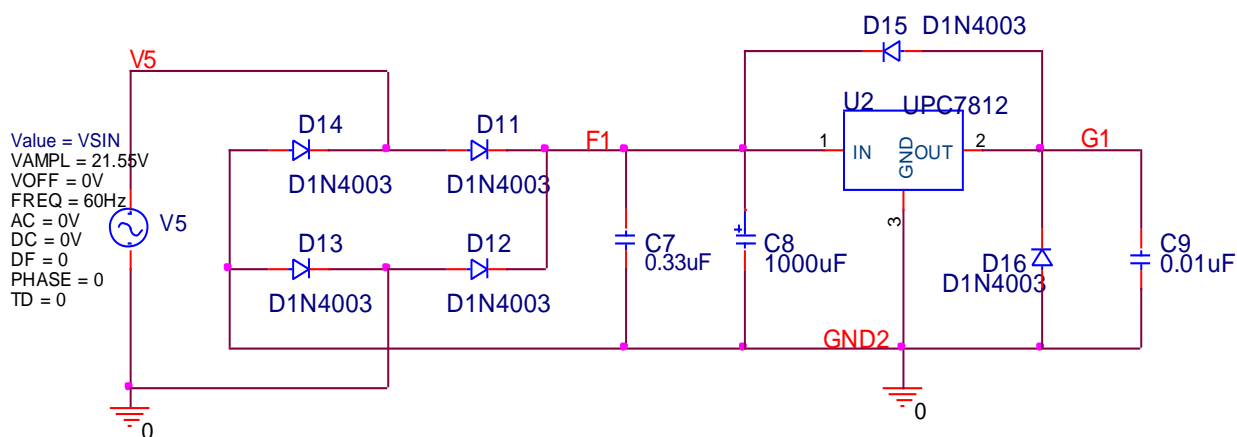 V5
Value = VSIN
VAMPL = 21.55V
VOFF = 0V
FREQ = 60Hz
AC = 0V
DC = 0V
DF = 0
PHASE = 0
TD = 0
V5
0
D14
D1N4003
D11
D1N4003
D13
D1N4003
D12
D1N4003
F1
C7
0.33uF
C8
1000uF
D15 D1N4003
U2 UPC7812
1
IN
GND
OUT
2
3
G1
D16
D1N4003
C9
0.01uF
GND2
0